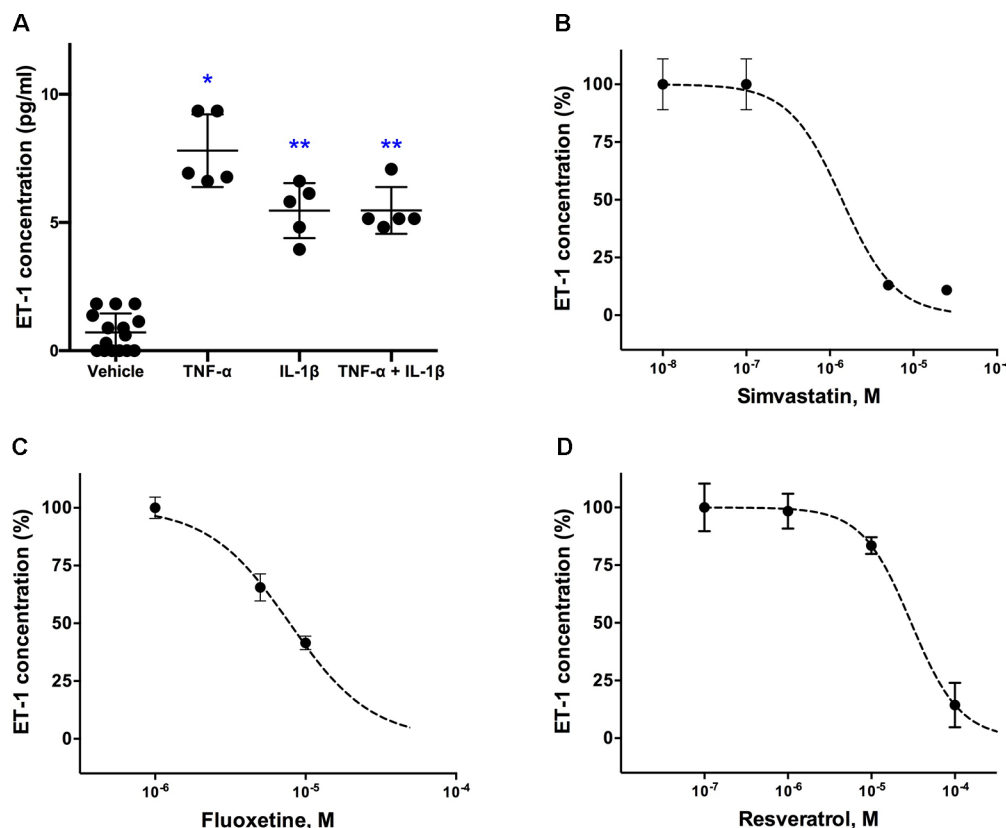 A
ET-1 concentration (pg/ml)
10
5
0
*
**
**
Vehicle
TNF-α
IL-1β
TNF-α + IL-1β
B
ET-1 concentration (%)
100
75
50
25
0
10⁻⁸
10⁻⁷
10⁻⁶
10⁻⁵
10⁻
Simvastatin, M
C
ET-1 concentration (%)
100
75
50
25
0
10⁻⁶
10⁻⁵
10⁻⁴
Fluoxetine, M
D
ET-1 concentration (%)
100
75
50
25
0
10⁻⁷
10⁻⁶
10⁻⁵
10⁻⁴
Resveratrol, M